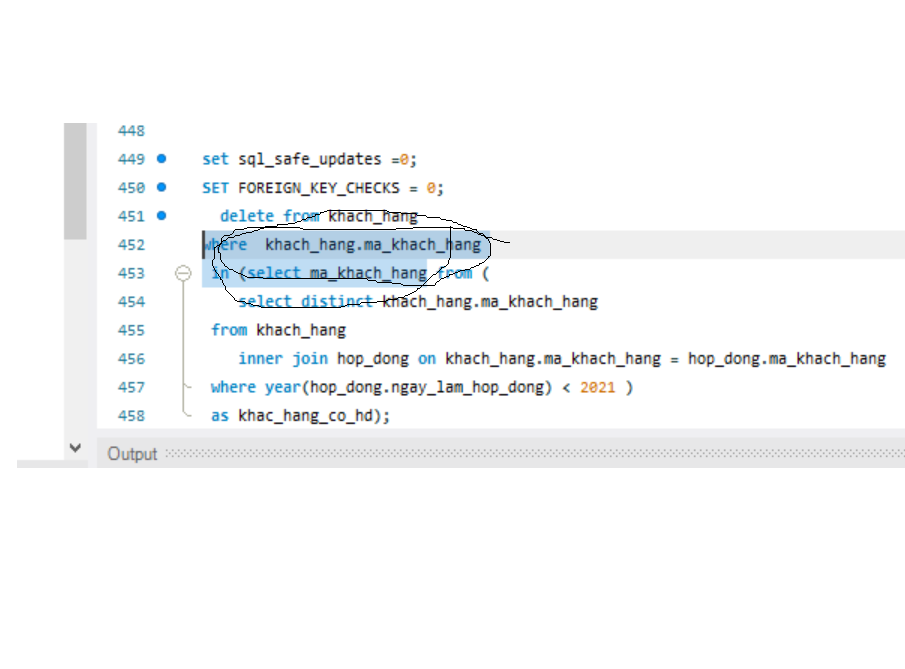 448
449 set sql_safe_updates =0;
450 SET FOREIGN_KEY_CHECKS = 0;
451 delete from khach_hang
452 where khach_hang.ma_khach_hang
453 in (select ma_khach_hang from (
454 select distinct khach_hang.ma_khach_hang
455 from khach_hang
456 inner join hop_dong on khach_hang.ma_khach_hang = hop_dong.ma_khach_hang
457 where year(hop_dong.ngay_lam_hop_dong) < 2021 )
458 as khac_hang_co_hd);
Output